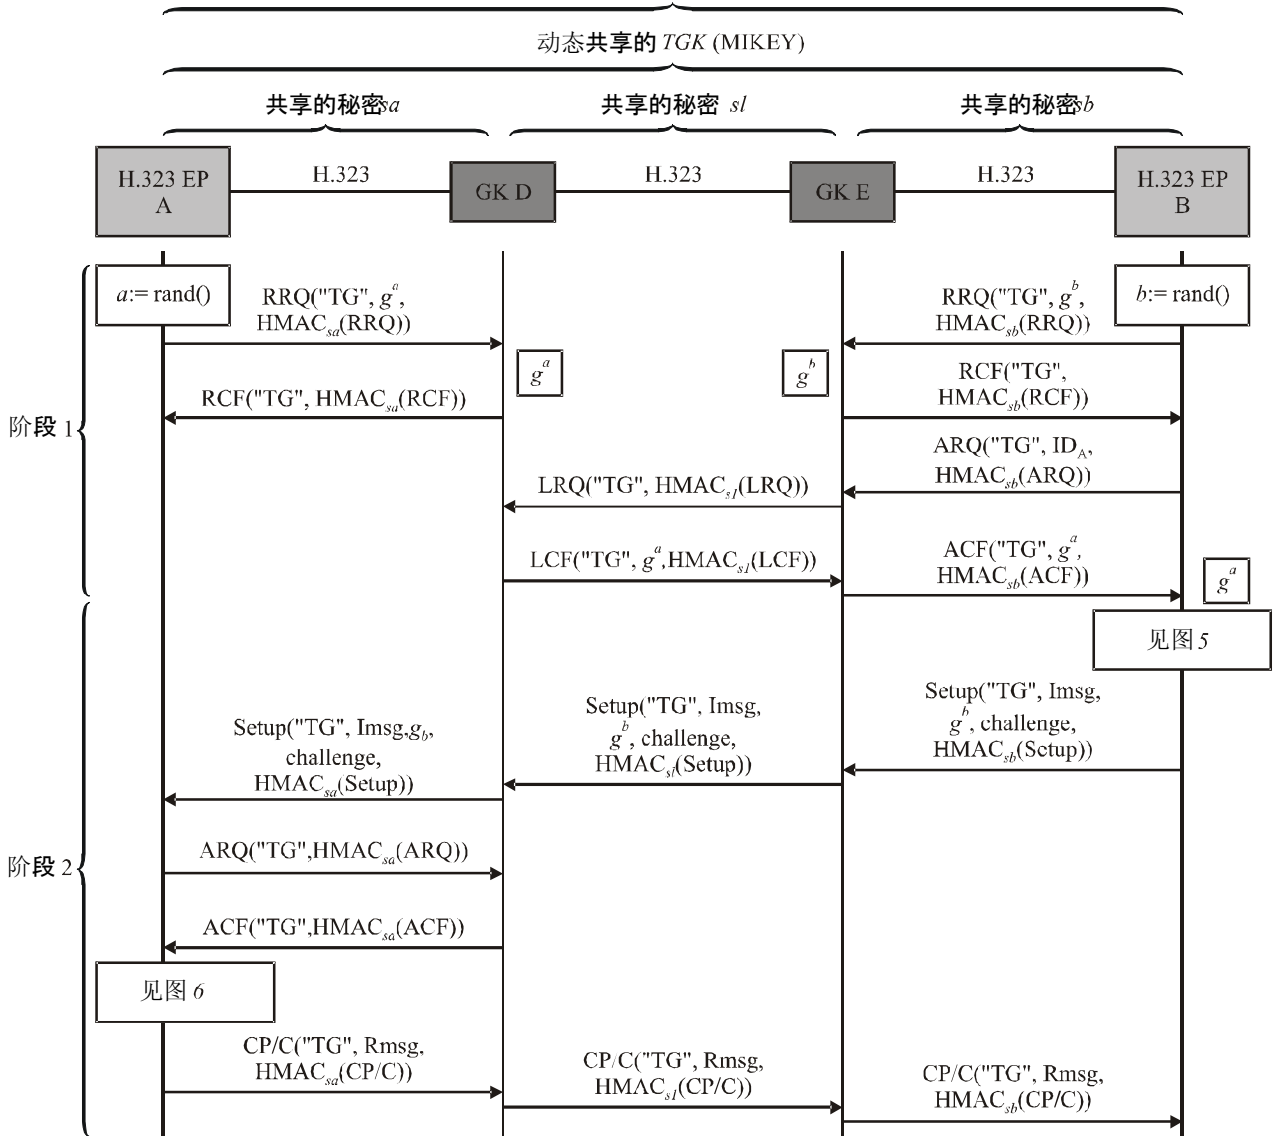 动态共享的 TGK (MIKEY)
共享的秘密sa
共享的秘密 sl
共享的秘密sb
H.323 EP
A
H.323
GK D
H.323
GK E
H.323
H.323 EP
B
阶段 1
a:= rand()
RRQ("TG", g^a,
HMAC_sa(RRQ))
RRQ("TG", g^b,
HMAC_sb(RRQ))
b:= rand()
g^a
g^b
RCF("TG", HMAC_sa(RCF))
RCF("TG",
HMAC_sb(RCF))
ARQ("TG", ID_A,
HMAC_sb(ARQ))
LRQ("TG", HMAC_s1(LRQ))
LCF("TG", g^a,HMAC_s1(LCF))
ACF("TG", g^a,
HMAC_sb(ACF))
g^a
见图 5
阶段 2
Setup("TG", Imsg,
g^b, challenge,
HMAC_sb(Setup))
Setup("TG", Imsg,
g^b, challenge,
HMAC_sl(Setup))
Setup("TG", Imsg,g_b,
challenge,
HMAC_sa(Setup))
ARQ("TG",HMAC_sa(ARQ))
ACF("TG",HMAC_sa(ACF))
见图 6
CP/C("TG", Rmsg,
HMAC_sa(CP/C))
CP/C("TG", Rmsg,
HMAC_s1(CP/C))
CP/C("TG", Rmsg,
HMAC_sb(CP/C))